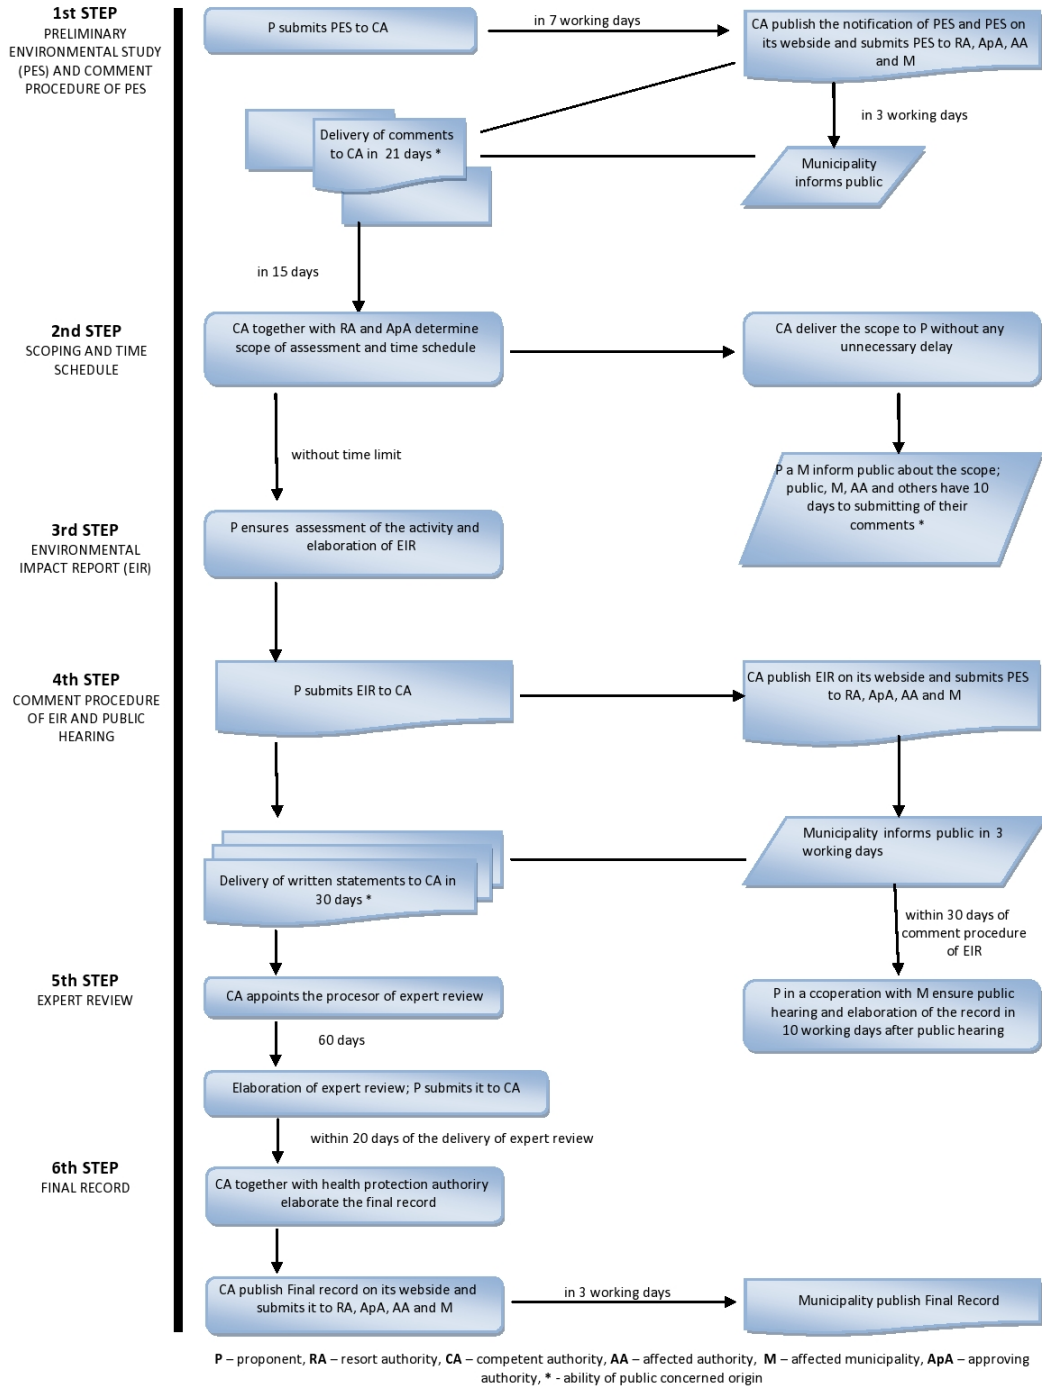 1st STEP
PRELIMINARY
ENVIRONMENTAL STUDY
(PES) AND COMMENT
PROCEDURE OF PES
P submits PES to CA
in 7 working days
CA publish the notification of PES and PES on
its webside and submits PES to RA, ApA, AA
and M
in 3 working days
Delivery of comments
to CA in 21 days *
Municipality
informs public
in 15 days
2nd STEP
SCOPING AND TIME
SCHEDULE
CA together with RA and ApA determine
scope of assessment and time schedule
CA deliver the scope to P without any
unnecessary delay
without time limit
P a M inform public about the scope;
public, M, AA and others have 10
days to submitting of their
comments *
3rd STEP
ENVIRONMENTAL
IMPACT REPORT (EIR)
P ensures assessment of the activity and
elaboration of EIR
4th STEP
COMMENT PROCEDURE
OF EIR AND PUBLIC
HEARING
P submits EIR to CA
CA publish EIR on its webside and submits PES
to RA, ApA, AA and M
Municipality informs public in 3
working days
Delivery of written statements to CA in
30 days *
within 30 days of
comment procedure
of EIR
5th STEP
EXPERT REVIEW
CA appoints the procesor of expert review
P in a ccoperation with M ensure public
hearing and elaboration of the record in
10 working days after public hearing
60 days
Elaboration of expert review; P submits it to CA
within 20 days of the delivery of expert review
6th STEP
FINAL RECORD
CA together with health protection authoriry
elaborate the final record
CA publish Final record on its webside and
submits it to RA, ApA, AA and M
in 3 working days
Municipality publish Final Record
P – proponent, RA – resort authority, CA – competent authority, AA – affected authority, M – affected municipality, ApA – approving
authority, * - ability of public concerned origin